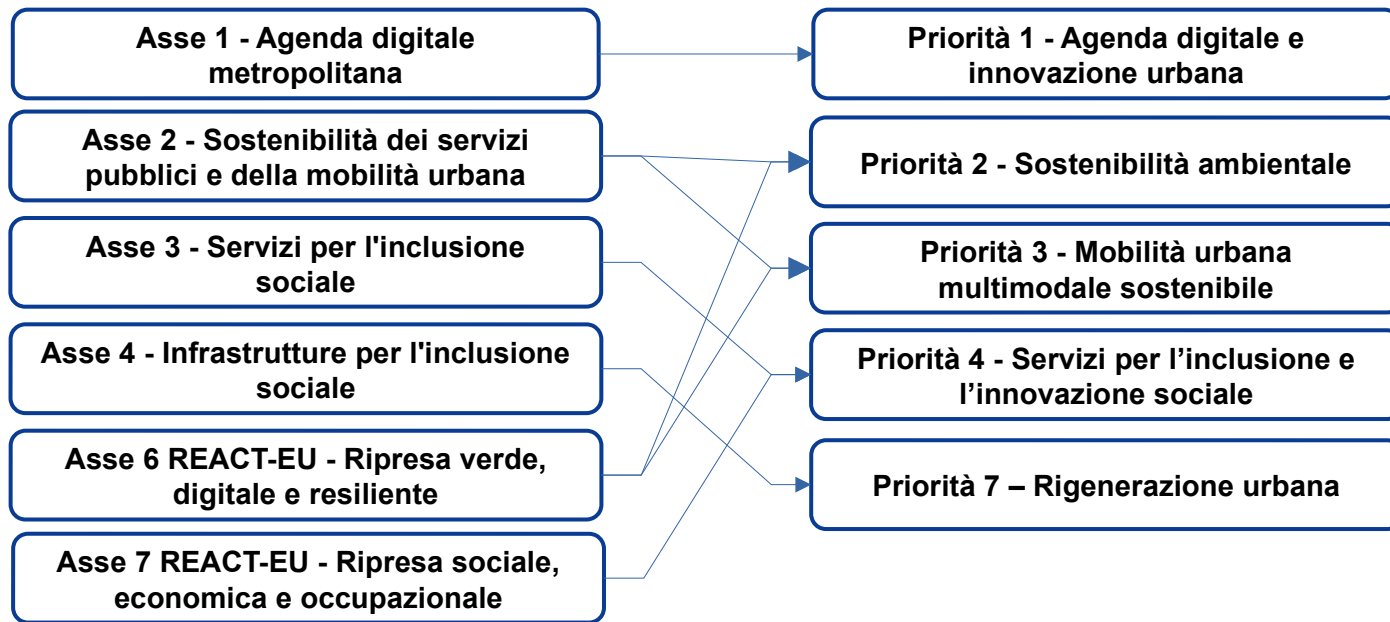 Asse 1 - Agenda digitale
metropolitana
Priorità 1 - Agenda digitale e
innovazione urbana
Asse 2 - Sostenibilità dei servizi
pubblici e della mobilità urbana
Priorità 2 - Sostenibilità ambientale
Asse 3 - Servizi per l'inclusione
sociale
Priorità 3 - Mobilità urbana
multimodale sostenibile
Asse 4 - Infrastrutture per l'inclusione
sociale
Priorità 4 - Servizi per l’inclusione e
l’innovazione sociale
Asse 6 REACT-EU - Ripresa verde,
digitale e resiliente
Priorità 7 – Rigenerazione urbana
Asse 7 REACT-EU - Ripresa sociale,
economica e occupazionale